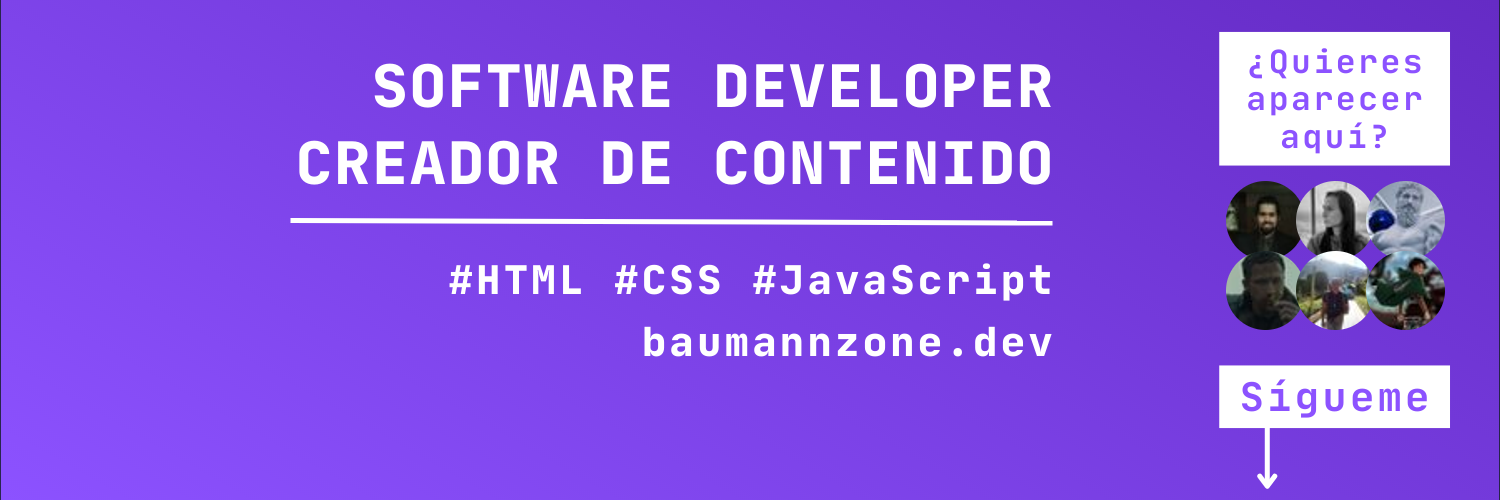 SOFTWARE DEVELOPER
CREADOR DE CONTENIDO
#HTML #CSS #JavaScript
baumannzone.dev
¿Quieres
aparecer
aquí?
Sígueme